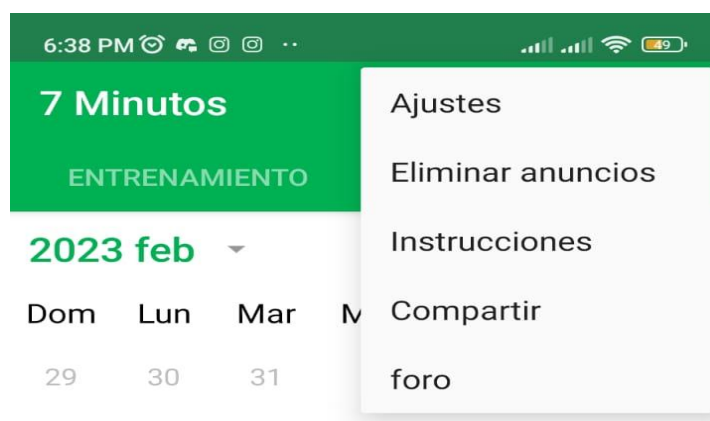 6:38 PM
49
7 Minutos
ENTRENAMIENTO
2023 feb
Dom Lun Mar M
29 30 31
Ajustes
Eliminar anuncios
Instrucciones
Compartir
foro